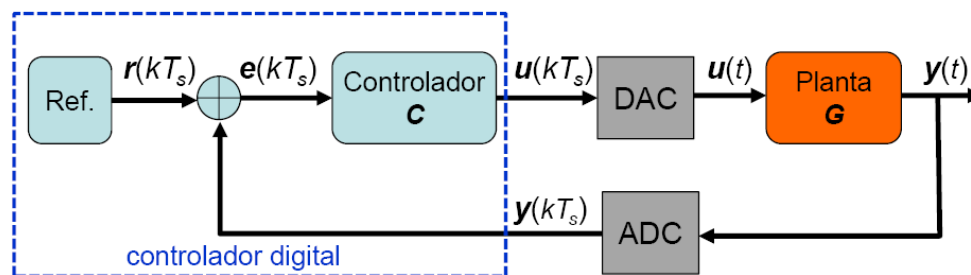 Ref.
r(kTₛ)
e(kTₛ)
Controlador
C
u(kTₛ)
DAC
u(t)
Planta
G
y(t)
y(kTₛ)
ADC
controlador digital